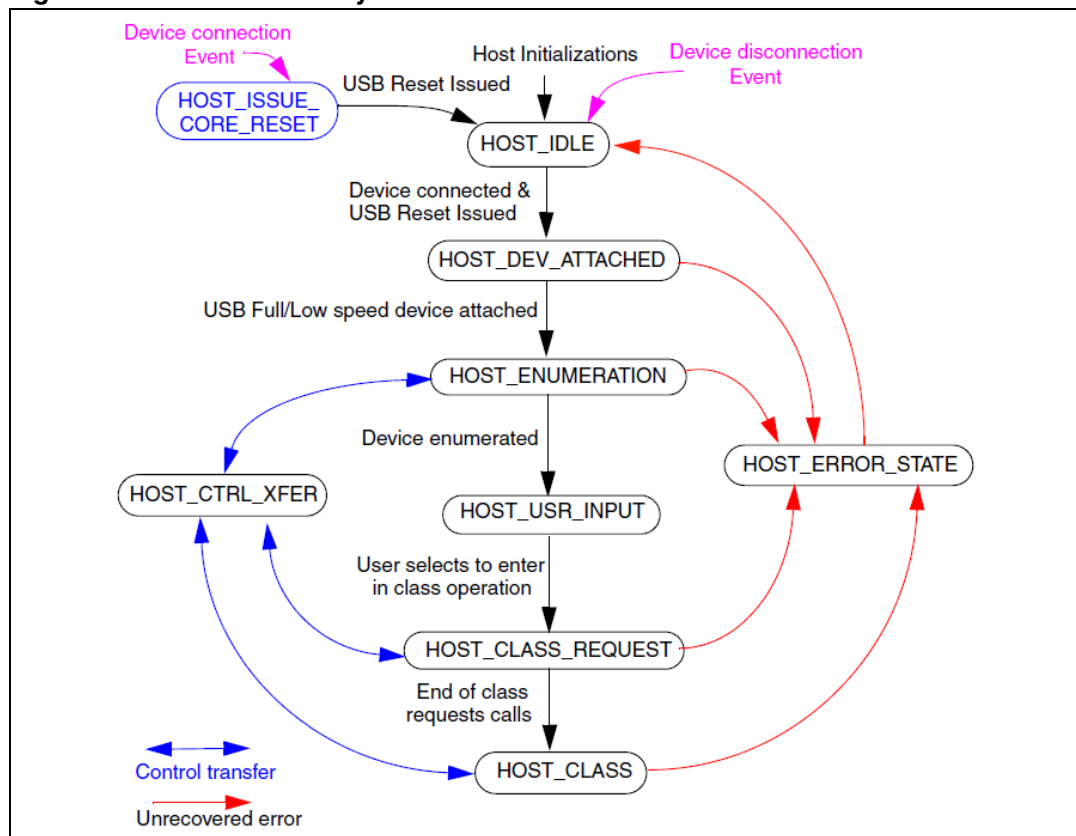 Device connection
Event
Host Initializations
Device disconnection
Event
USB Reset Issued
HOST_ISSUE_
CORE_RESET
HOST_IDLE
Device connected &
USB Reset Issued
HOST_DEV_ATTACHED
USB Full/Low speed device attached
HOST_ENUMERATION
Device enumerated
HOST_ERROR_STATE
HOST_CTRL_XFER
HOST_USR_INPUT
User selects to enter
in class operation
HOST_CLASS_REQUEST
End of class
requests calls
HOST_CLASS
Control transfer
Unrecovered error